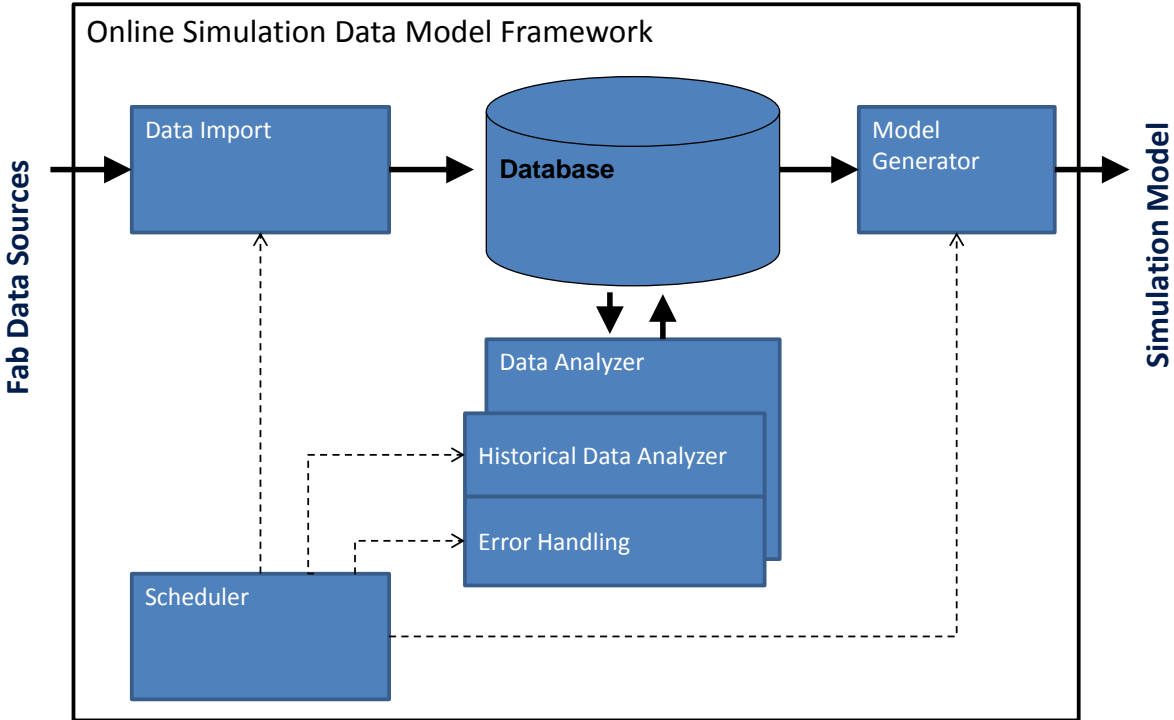 Online Simulation Data Model Framework
Fab Data Sources
Data Import
Database
Model
Generator
Simulation Model
Data Analyzer
Historical Data Analyzer
Error Handling
Scheduler